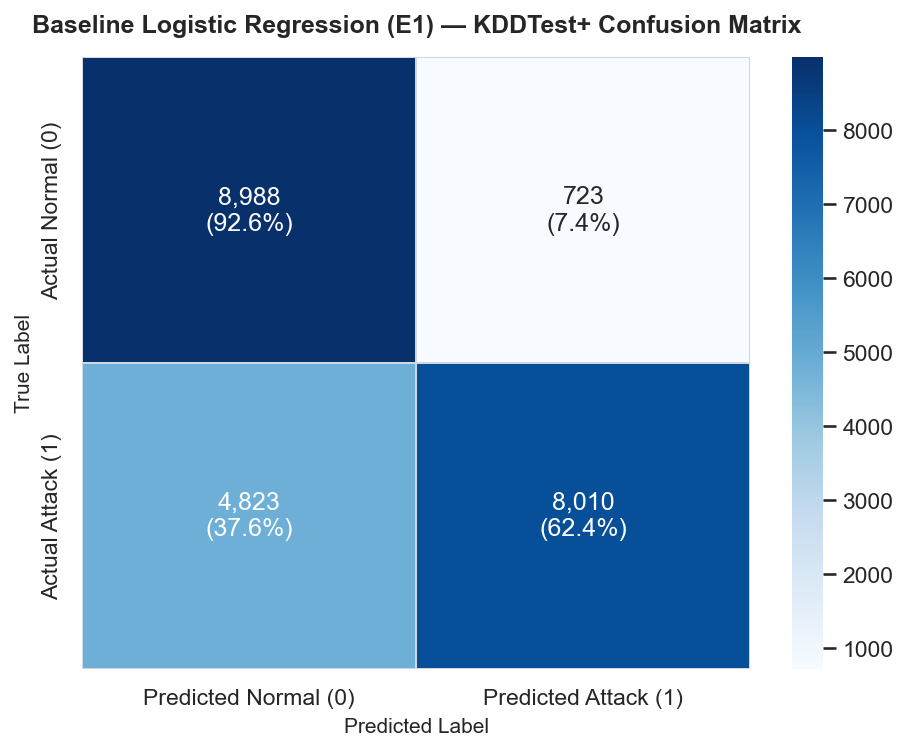 Baseline Logistic Regression (E1) — KDDTest+ Confusion Matrix
True Label
Actual Normal (0)
8,988
(92.6%)
723
(7.4%)
Actual Attack (1)
4,823
(37.6%)
8,010
(62.4%)
Predicted Normal (0)
Predicted Attack (1)
Predicted Label
8000
7000
6000
5000
4000
3000
2000
1000